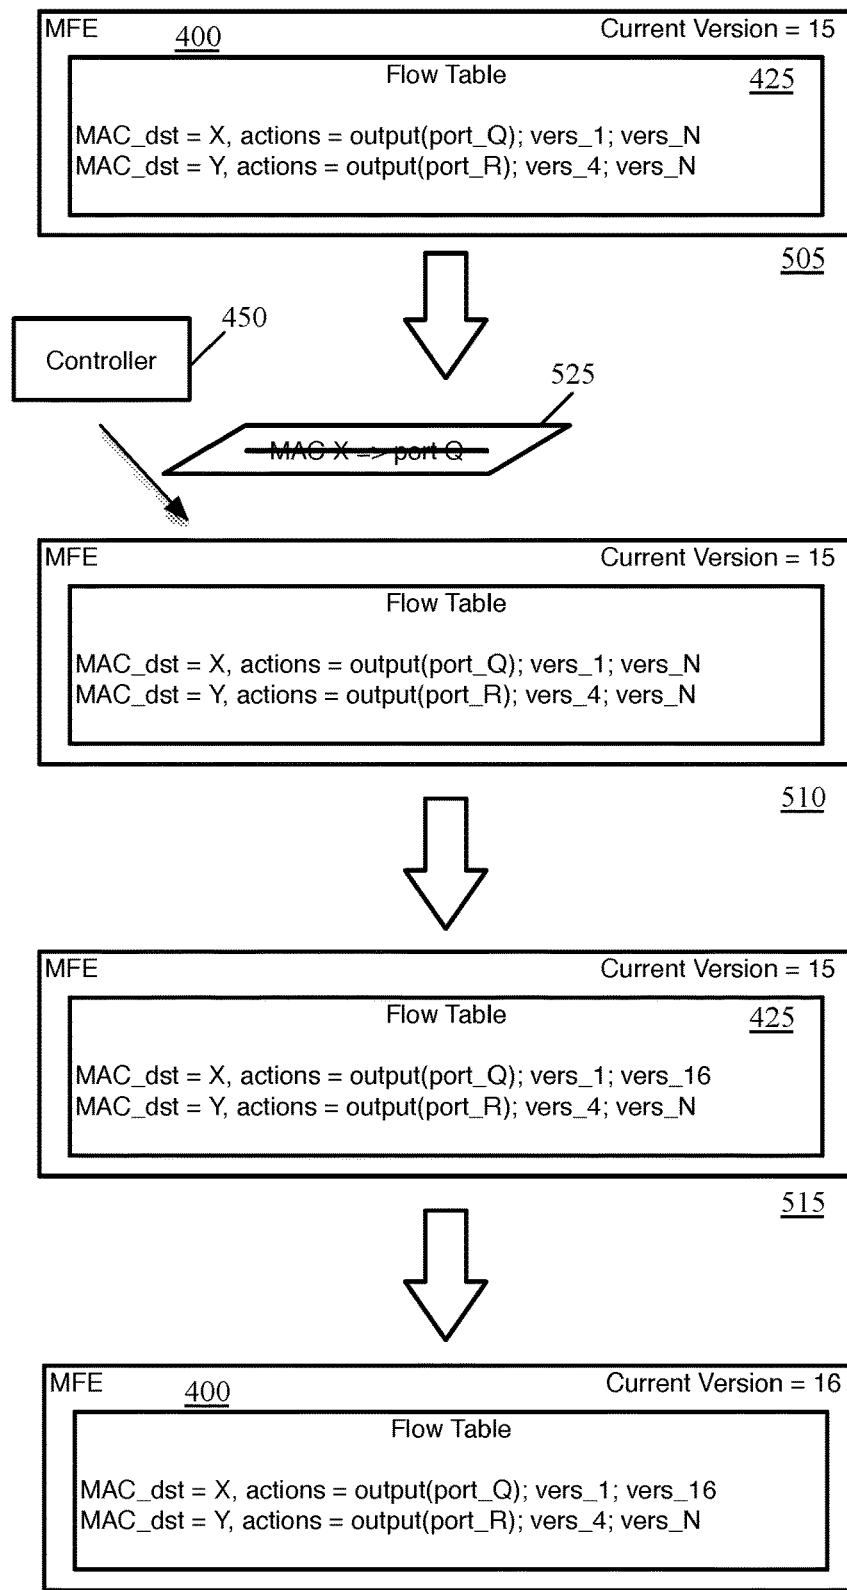 MFE 400 Current Version = 15
Flow Table 425
MAC_dst = X, actions = output(port_Q); vers_1; vers_N
MAC_dst = Y, actions = output(port_R); vers_4; vers_N
505
Controller 450
525
MAC X => port Q
MFE Current Version = 15
Flow Table
MAC_dst = X, actions = output(port_Q); vers_1; vers_N
MAC_dst = Y, actions = output(port_R); vers_4; vers_N
510
MFE Current Version = 15
Flow Table 425
MAC_dst = X, actions = output(port_Q); vers_1; vers_16
MAC_dst = Y, actions = output(port_R); vers_4; vers_N
515
MFE 400 Current Version = 16
Flow Table
MAC_dst = X, actions = output(port_Q); vers_1; vers_16
MAC_dst = Y, actions = output(port_R); vers_4; vers_N